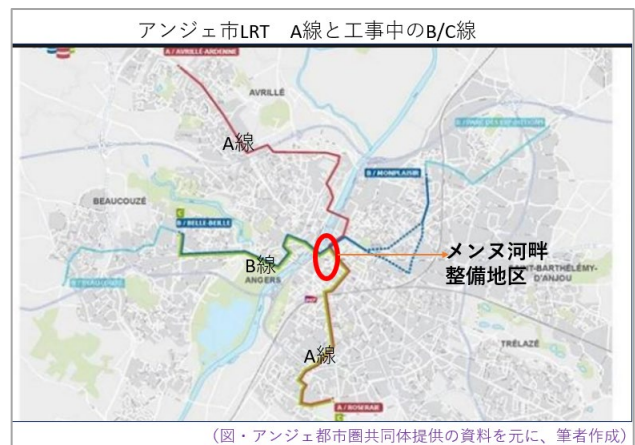 アンジェ市LRT　A線と工事中のB/C線
A / AVRILLÉ-ARDENNE
AVRILLÉ
A線
B / MONPLAISIR
BEAUCOUZÉ
C
B / BELLE-BEILLE
メンヌ河畔
整備地区
B線
ANGERS
SAINT-BARTHÉLEMY-
D'ANJOU
TRÉLAZÉ
A線
A / ROSERAIE
（図・アンジェ都市圏共同体提供の資料を元に、筆者作成）